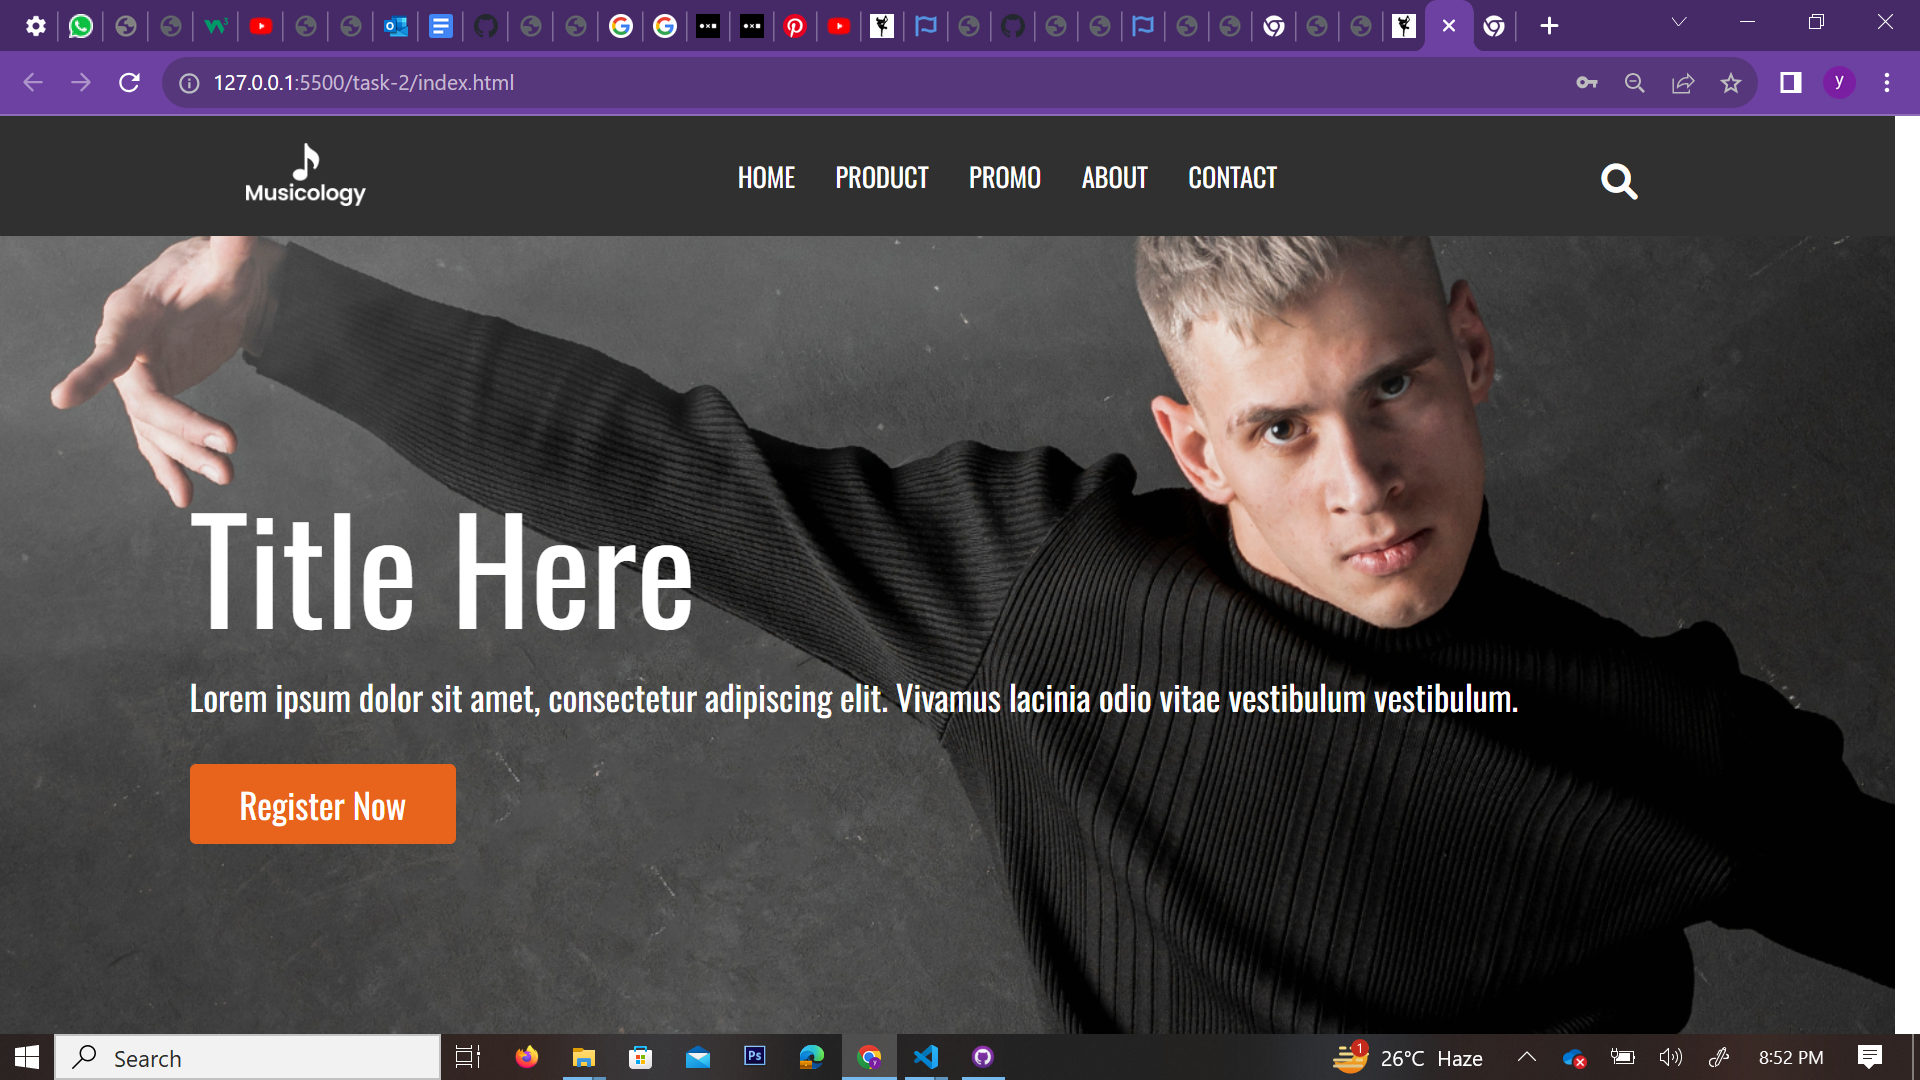 127.0.0.1:5500/task-2/index.html
y
Musicology
HOME PRODUCT PROMO ABOUT CONTACT
Title Here
Lorem ipsum dolor sit amet, consectetur adipiscing elit. Vivamus lacinia odio vitae vestibulum vestibulum.
Register Now
Search
Ps
1
26°C Haze
8:52 PM